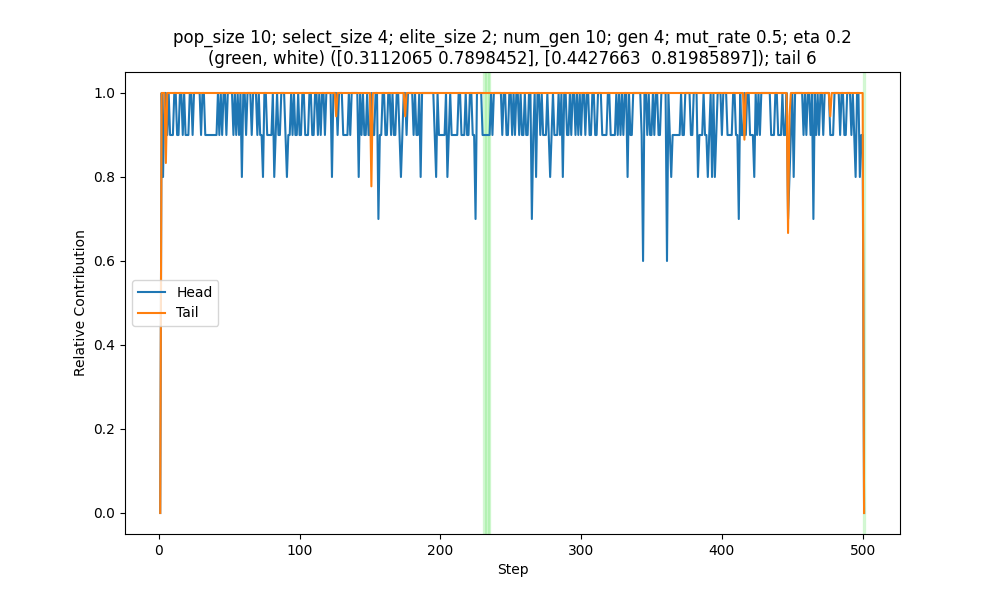 pop_size 10; select_size 4; elite_size 2; num_gen 10; gen 4; mut_rate 0.5; eta 0.2
(green, white) ([0.3112065 0.7898452], [0.4427663  0.81985897]); tail 6
1.0
0.8
0.6
0.4
0.2
0.0
Relative Contribution
Head
Tail
0
100
200
300
400
500
Step